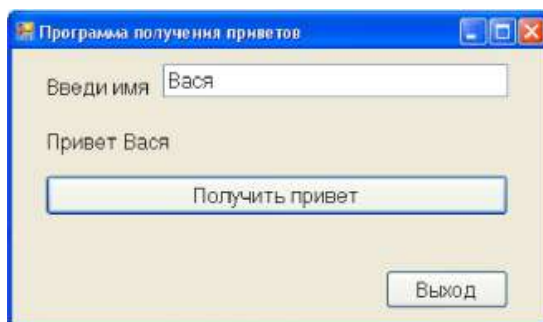 Программа получения приветов
Введи имя Вася
Привет Вася
Получить привет
Выход